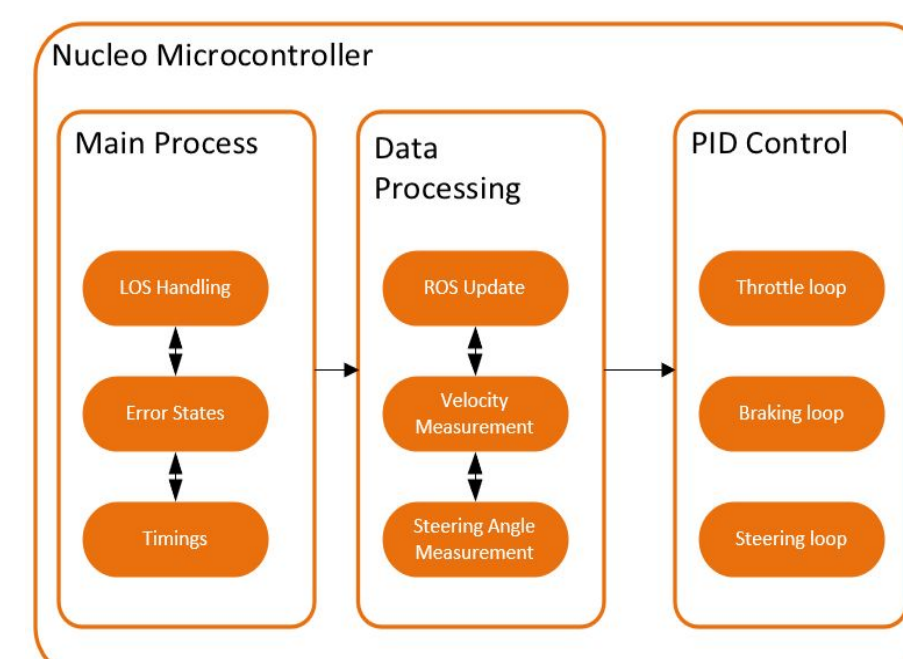 Nucleo Microcontroller
Main Process
LOS Handling
Error States
Timings
Data
Processing
ROS Update
Velocity
Measurement
Steering Angle
Measurement
PID Control
Throttle loop
Braking loop
Steering loop